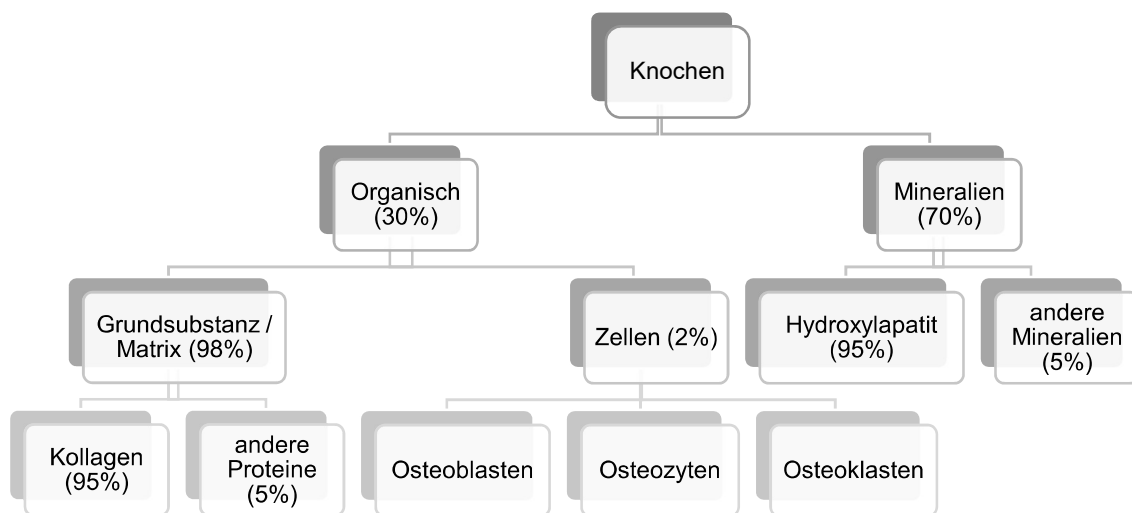 Knochen
Organisch
(30%)
Mineralien
(70%)
Grundsubstanz /
Matrix (98%)
Zellen (2%)
Hydroxylapatit
(95%)
andere
Mineralien
(5%)
Kollagen
(95%)
andere
Proteine
(5%)
Osteoblasten
Osteozyten
Osteoklasten